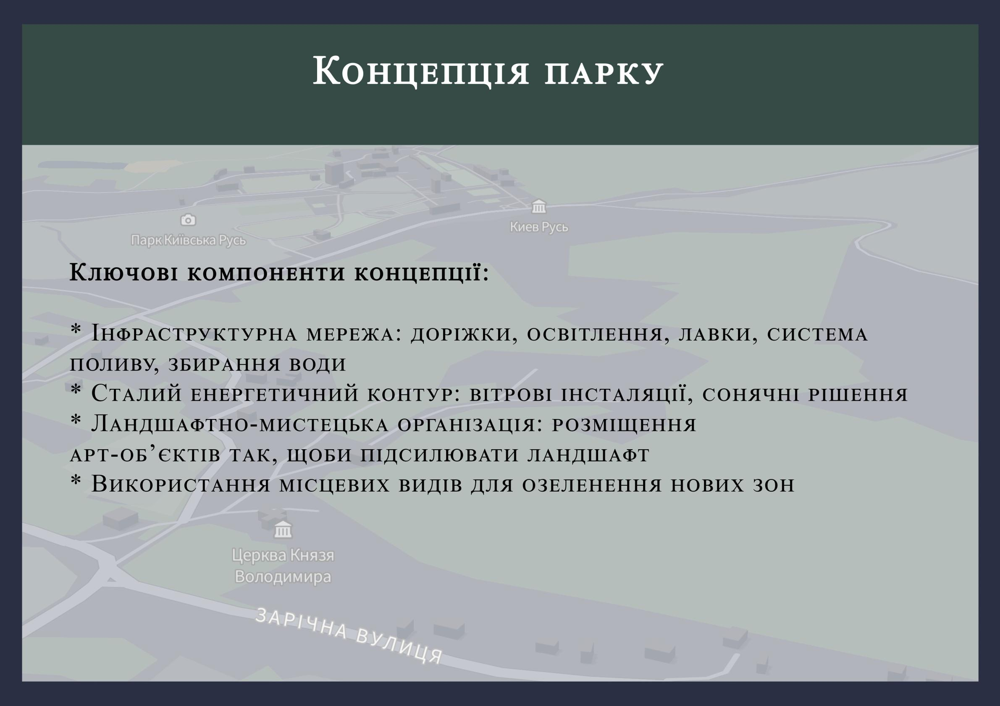 Концепція парку
Парк Київська Русь
Киев Русь
Ключові компоненти концепції:
* Інфраструктурна мережа: доріжки, освітлення, лавки, система
поливу, збирання води
* Сталий енергетичний контур: вітрові інсталяції, сонячні рішення
* Ландшафтно-мистецька організація: розміщення
арт-об’єктів так, щоби підсилювати ландшафт
* Використання місцевих видів для озеленення нових зон
Церква Князя
Володимира
ЗАРІЧНА ВУЛИЦЯ